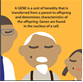 A GENE is a unit of heredity that is
transferred from a parent to offspring
and determines characteristics of
the offspring. Genes are found
in the nucleus of a cell.